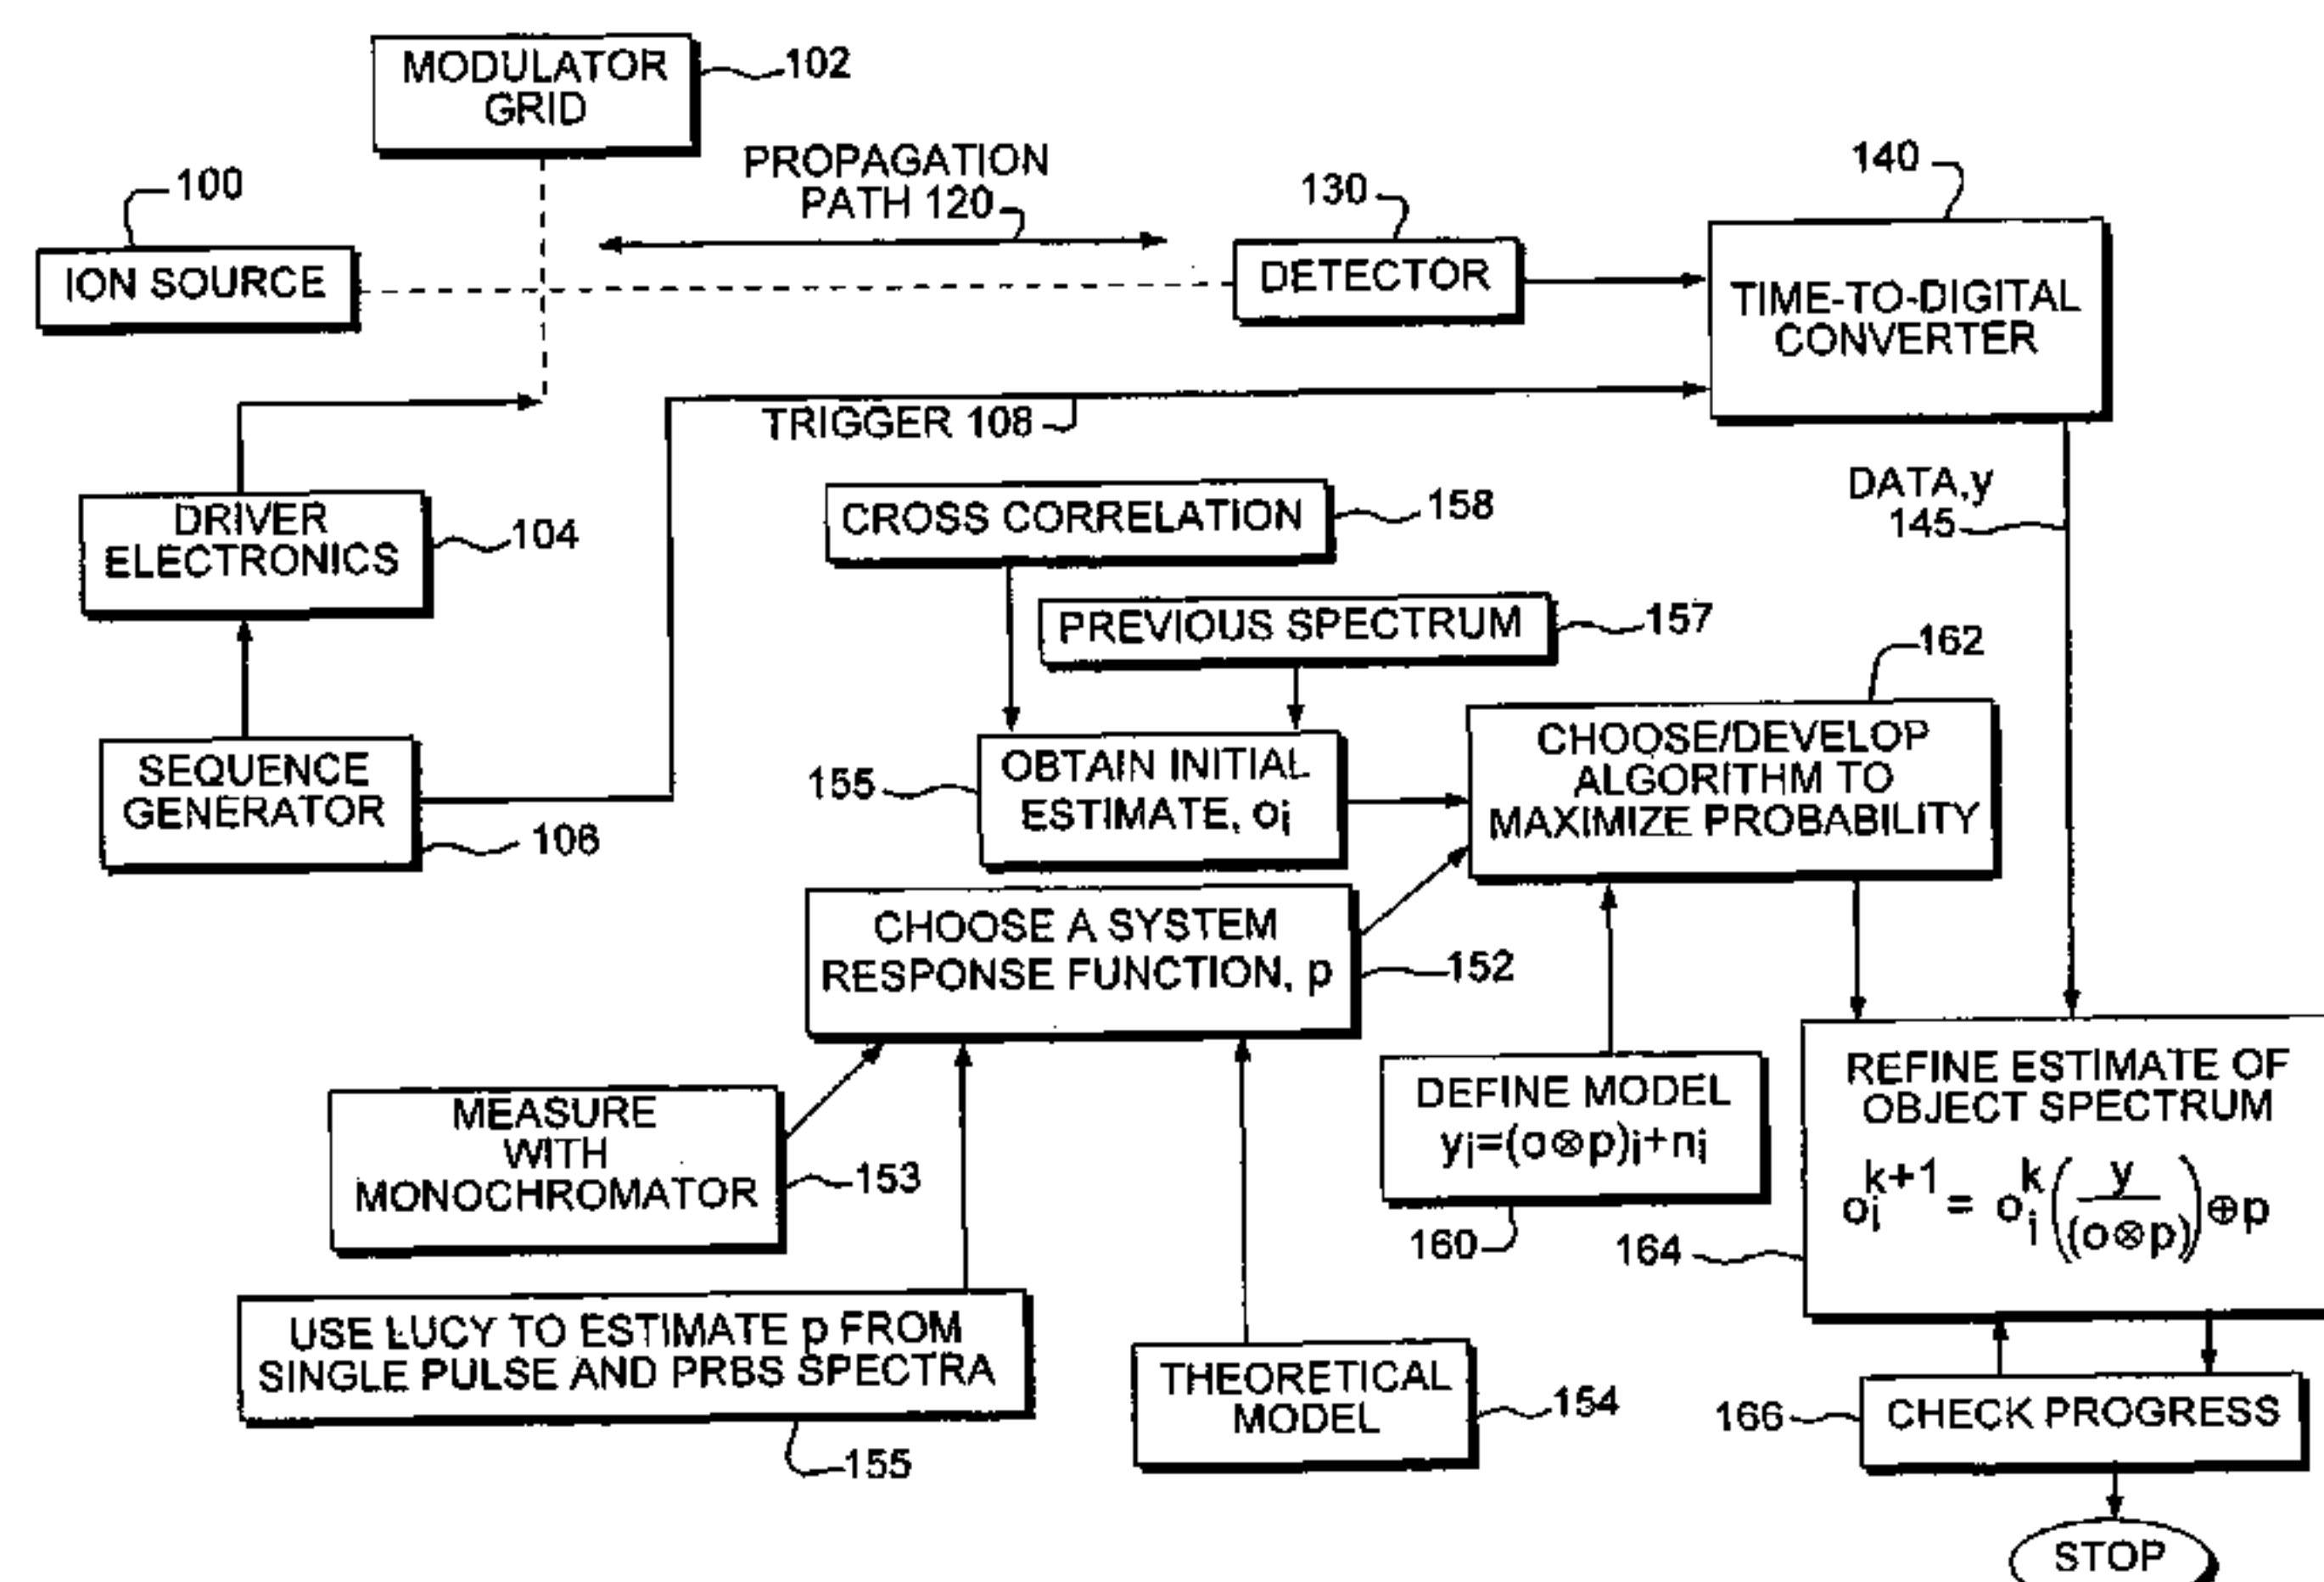 MODULATOR
GRID
102
PROPAGATION
PATH 120
100
ION SOURCE
130
DETECTOR
140
TIME-TO-DIGITAL
CONVERTER
TRIGGER 108
DATA,y
145
DRIVER
ELECTRONICS
104
CROSS CORRELATION
158
PREVIOUS SPECTRUM
157
162
SEQUENCE
GENERATOR
106
155
OBTAIN INITIAL
ESTIMATE, oi
CHOOSE/DEVELOP
ALGORITHM TO
MAXIMIZE PROBABILITY
CHOOSE A SYSTEM
RESPONSE FUNCTION, p
152
MEASURE
WITH
MONOCHROMATOR
153
DEFINE MODEL
yi=(o⊗p)i+ni
160
REFINE ESTIMATE OF
OBJECT SPECTRUM
o_i^{k+1} = o_i^k (y/(o⊗p))⊕p
164
USE LUCY TO ESTIMATE p FROM
SINGLE PULSE AND PRBS SPECTRA
155
THEORETICAL
MODEL
154
166
CHECK PROGRESS
STOP